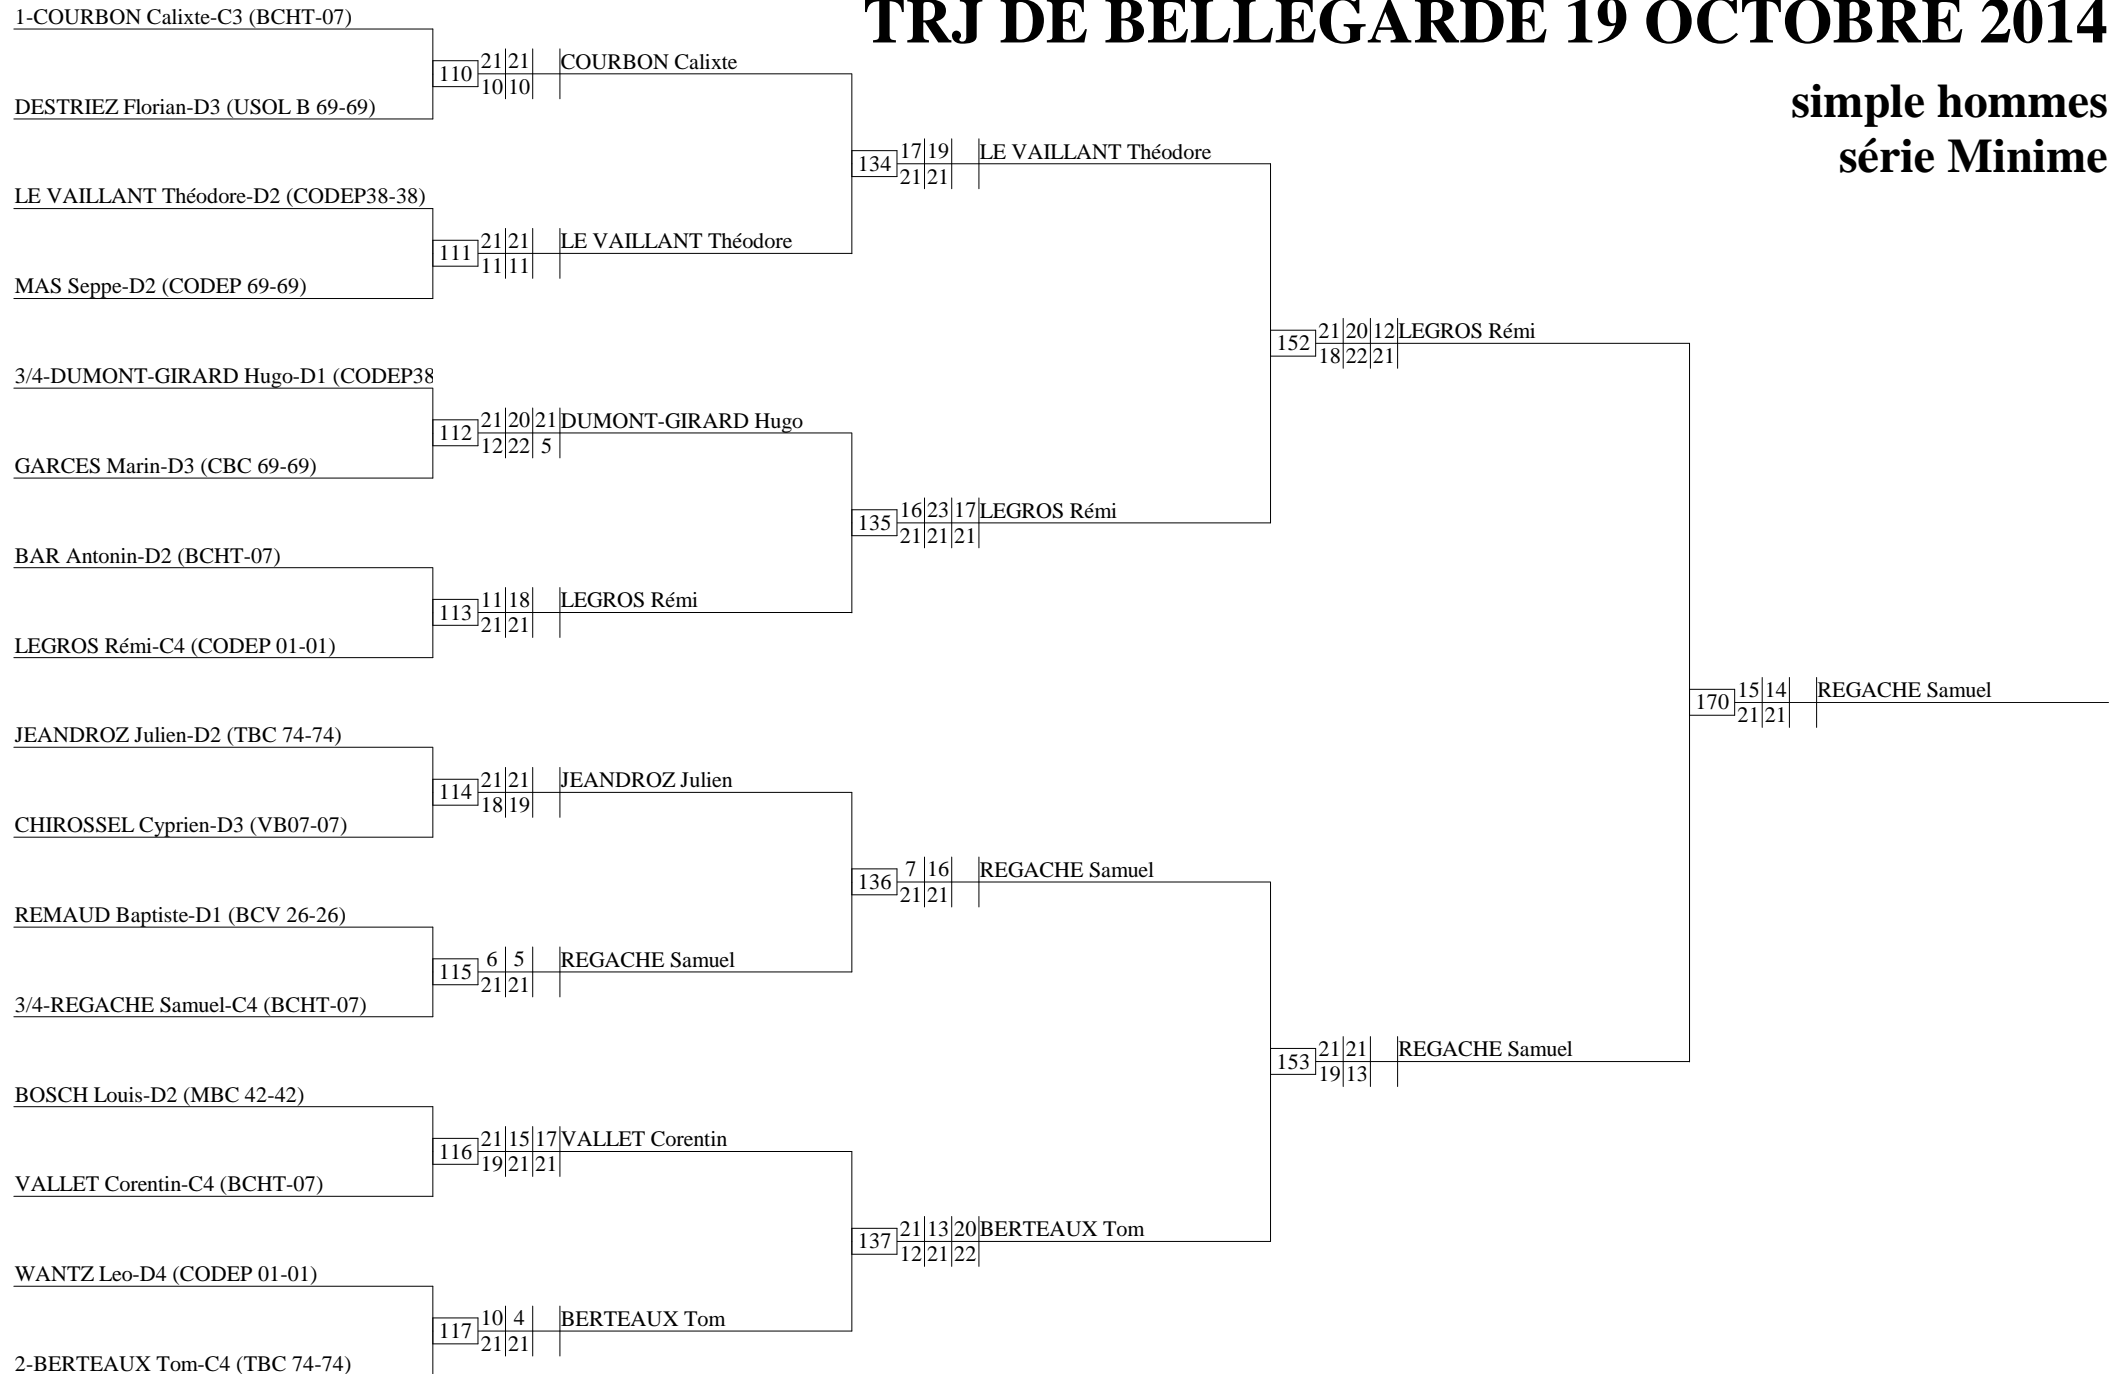 TRJ DE BELLEGARDE 19 OCTOBRE 2014
simple hommes
série Minime
1-COURBON Calixte-C3 (BCHT-07)
110 21 21 COURBON Calixte
10 10
DESTRIEZ Florian-D3 (USOL B 69-69)
134 17 19 LE VAILLANT Théodore
21 21
LE VAILLANT Théodore-D2 (CODEP38-38)
111 21 21 LE VAILLANT Théodore
11 11
MAS Seppe-D2 (CODEP 69-69)
152 21 20 12 LEGROS Rémi
18 22 21
3/4-DUMONT-GIRARD Hugo-D1 (CODEP38
112 21 20 21 DUMONT-GIRARD Hugo
12 22 5
GARCES Marin-D3 (CBC 69-69)
135 16 23 17 LEGROS Rémi
21 21 21
BAR Antonin-D2 (BCHT-07)
113 11 18 LEGROS Rémi
21 21
LEGROS Rémi-C4 (CODEP 01-01)
170 15 14 REGACHE Samuel
21 21
JEANDROZ Julien-D2 (TBC 74-74)
114 21 21 JEANDROZ Julien
18 19
CHIROSSEL Cyprien-D3 (VB07-07)
136 7 16 REGACHE Samuel
21 21
REMAUD Baptiste-D1 (BCV 26-26)
115 6 5 REGACHE Samuel
21 21
3/4-REGACHE Samuel-C4 (BCHT-07)
153 21 21 REGACHE Samuel
19 13
BOSCH Louis-D2 (MBC 42-42)
116 21 15 17 VALLET Corentin
19 21 21
VALLET Corentin-C4 (BCHT-07)
137 21 13 20 BERTEAUX Tom
12 21 22
WANTZ Leo-D4 (CODEP 01-01)
117 10 4 BERTEAUX Tom
21 21
2-BERTEAUX Tom-C4 (TBC 74-74)